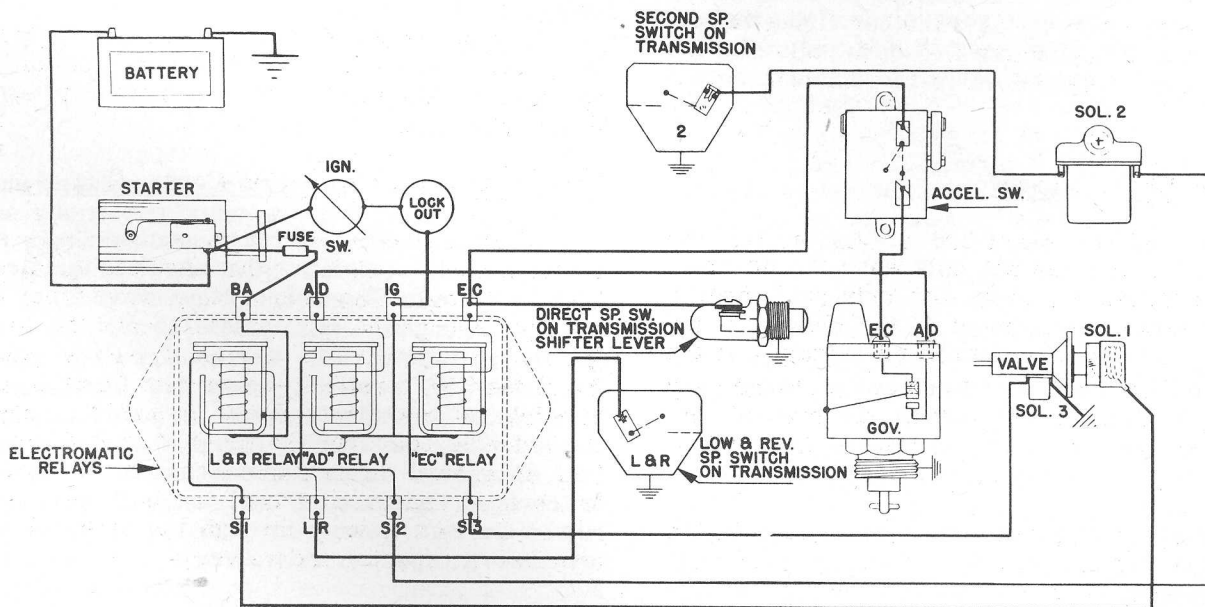 SECOND SP.
SWITCH ON
TRANSMISSION
BATTERY
2
SOL. 2
IGN.
STARTER
LOCK
OUT
ACCEL. SW.
FUSE
SW.
BA
AD
IG
EC
DIRECT SP. SW.
ON TRANSMISSION
SHIFTER LEVER
EC
AD
SOL. 1
VALVE
SOL. 3
GOV.
ELECTROMATIC
RELAYS
L&R RELAY
"AD" RELAY
"EC" RELAY
L&R
LOW & REV.
SP. SWITCH
ON TRANSMISSION
S1
LR
S2
S3